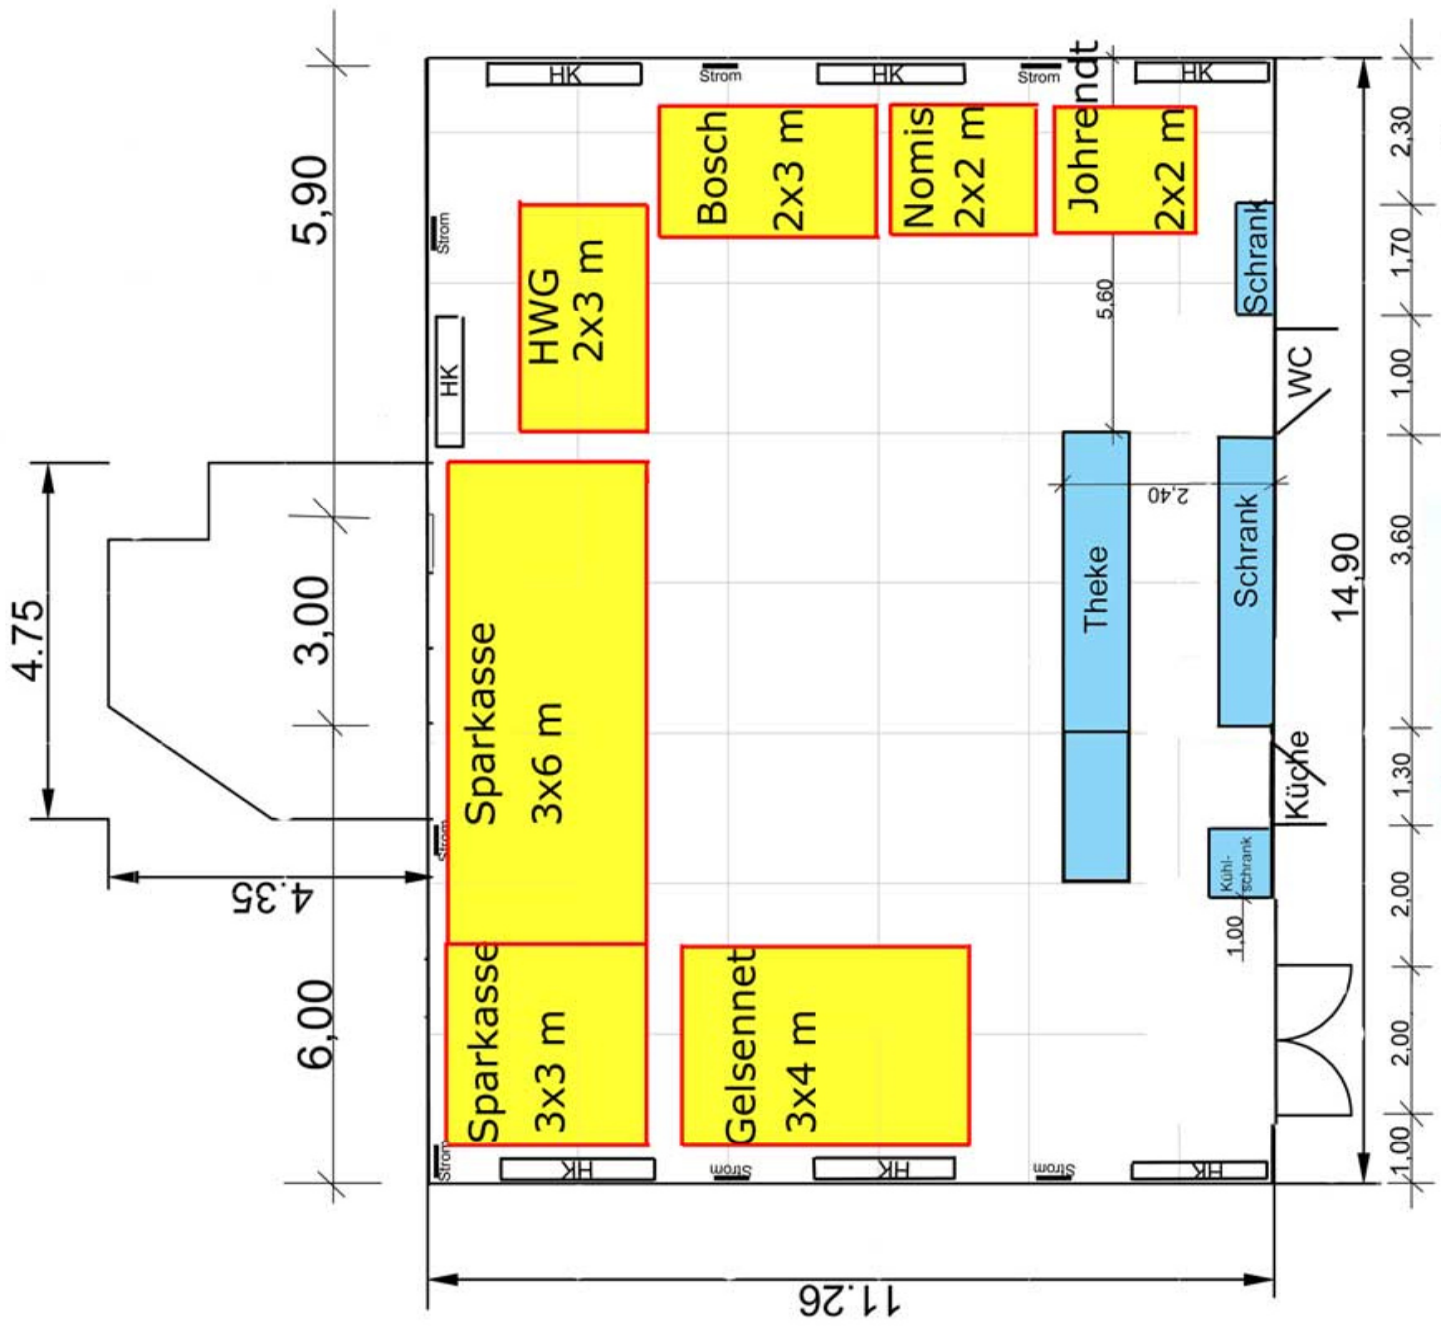 HK
Strom
HK
Strom
HK
5,90
Strom
HK
Bosch
2x3 m
Nomis
2x2 m
Johrendt
2x2 m
HWG
2x3 m
Schrank
5,60
WC
2,30
1,70
1,00
4.75
3,00
Sparkasse
3x6 m
Theke
2,40
Schrank
14,90
3,60
Küche
1,30
Strom
4.35
Kühl-
schrank
1,00
2,00
6,00
Sparkasse
3x3 m
Gelsennet
3x4 m
2,00
Strom
HK
Strom
HK
Strom
HK
1,00
11.26